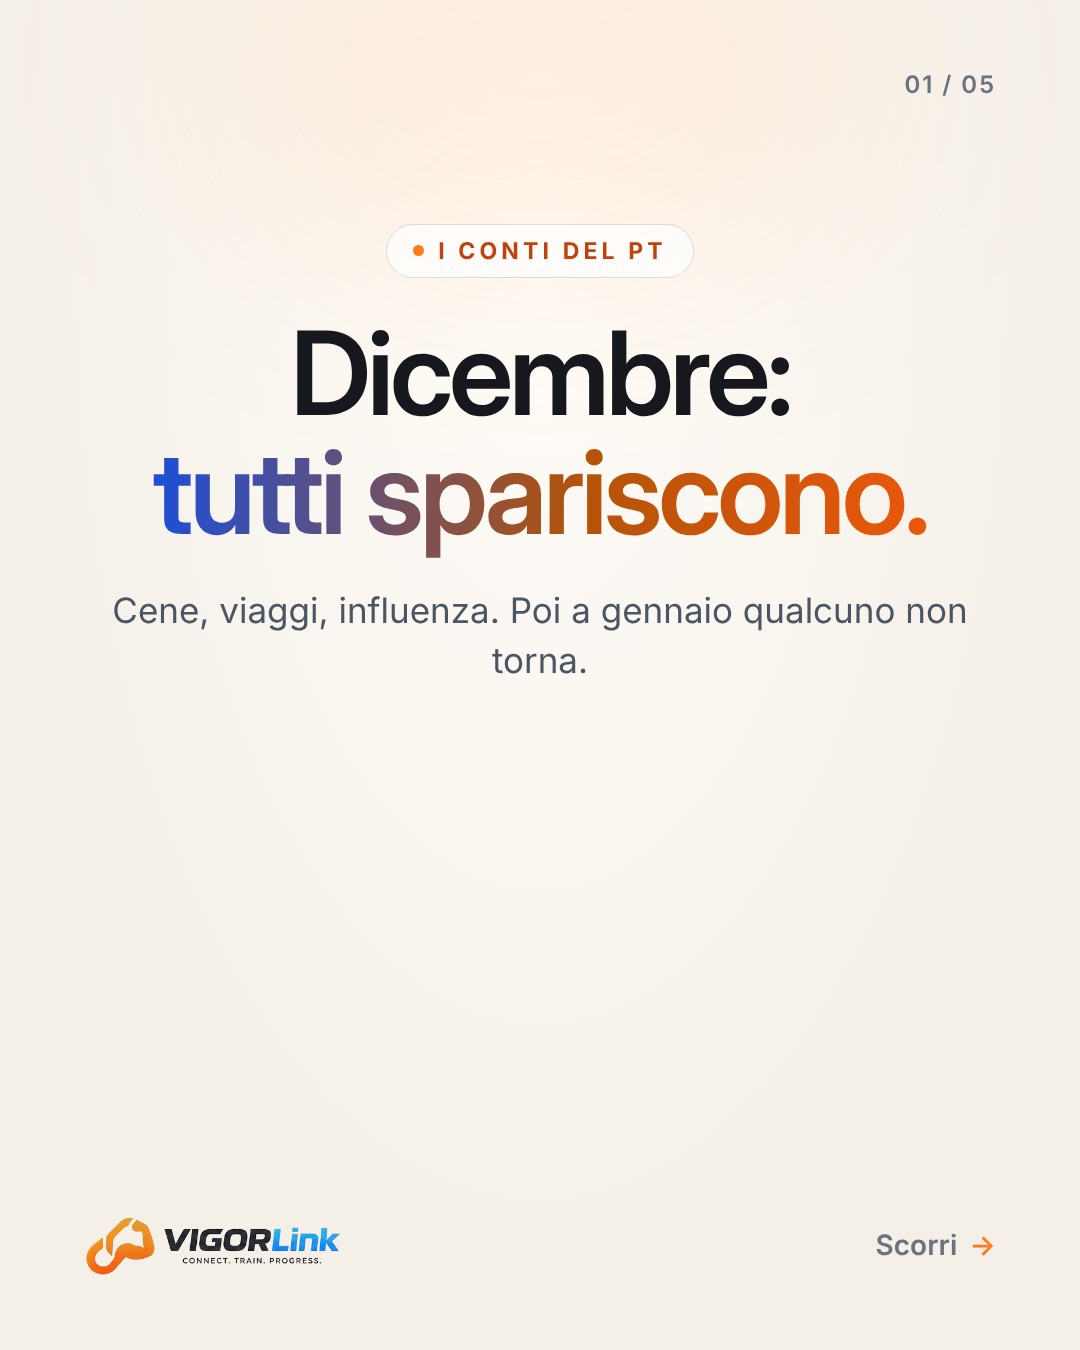 01 / 05
I CONTI DEL PT
Dicembre:
tutti spariscono.
Cene, viaggi, influenza. Poi a gennaio qualcuno non
torna.
VIGORLink
CONNECT. TRAIN. PROGRESS.
Scorri →